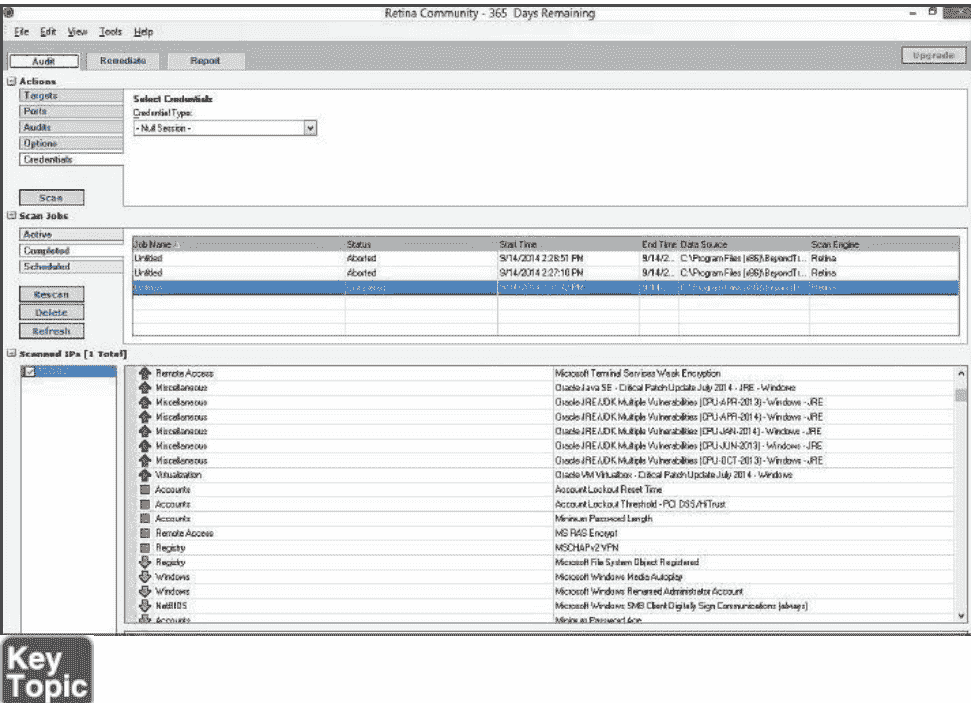 Retina Community - 365 Days Remaining
File Edit View Tools Help
Audit Remediate Report Upgrade
Actions
Targets
Ports
Audits
Options
Credentials
Select Credentials
Credential Type:
- Null Session -
Scan
Scan Jobs
Active
Completed
Scheduled
Rescan
Delete
Refresh
Job Name Status Start Time End Time Data Source Scan Engine
Untitled Aborted 9/14/2014 2:28:51 PM 9/14/2... C:\Program Files (x86)\BeyondTr... Retina
Untitled Aborted 9/14/2014 2:27:10 PM 9/14/2... C:\Program Files (x86)\BeyondTr... Retina
Scanned IPs [1 Total]
Remote Access Microsoft Terminal Services Weak Encryption
Miscellaneous Oracle Java SE - Critical Patch Update July 2014 - JRE - Windows
Miscellaneous Oracle JRE/JDK Multiple Vulnerabilities (CPU-APR-2013) - Windows - JRE
Miscellaneous Oracle JRE/JDK Multiple Vulnerabilities (CPU-APR-2014) - Windows - JRE
Miscellaneous Oracle JRE/JDK Multiple Vulnerabilities (CPU-JAN-2014) - Windows - JRE
Miscellaneous Oracle JRE/JDK Multiple Vulnerabilities (CPU-JUN-2013) - Windows - JRE
Miscellaneous Oracle JRE/JDK Multiple Vulnerabilities (CPU-OCT-2013) - Windows - JRE
Virtualization Oracle VM Virtualbox - Critical Patch Update July 2014 - Windows
Accounts Account Lockout Reset Time
Accounts Account Lockout Threshold - PCI DSS/HiTrust
Accounts Minimum Password Length
Remote Access MS RAS Encrypt
Registry MSCHAPv2 VPN
Registry Microsoft File System Object Registered
Windows Microsoft Windows Media Autoplay
Windows Microsoft Windows Renamed Administrator Account
NetBIOS Microsoft Windows SMB Client Digitally Sign Communications (always)
Accounts Minimum Password Age
Key
Topic